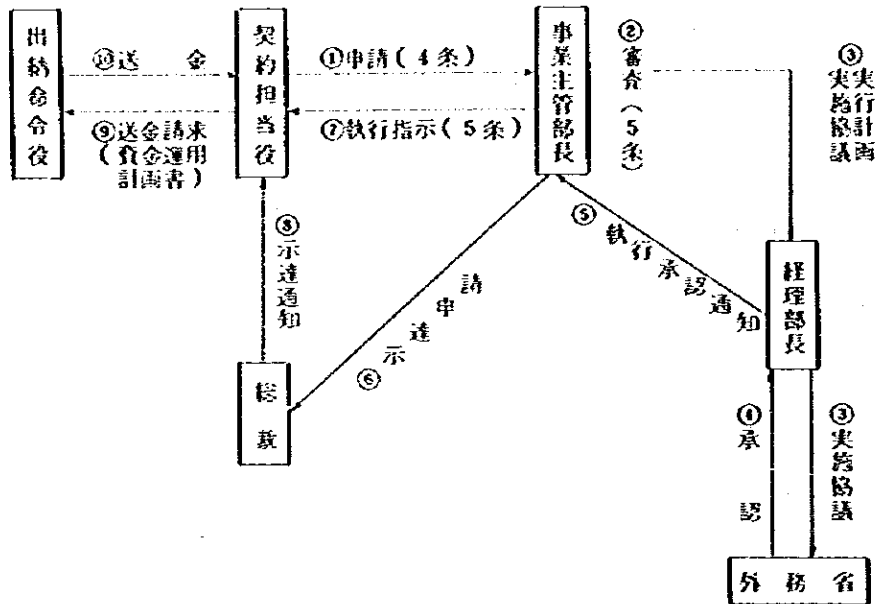 出納命令役
⑩送金
⑨送金請求
(資金運用
計画書)
契約担当役
①申請(4条)
⑦執行指示(5条)
事業主管部長
②審査(5条)
③実行計画
実施協議
⑧示達通知
⑥示達申請
⑤執行承認通知
経理部長
総裁
④承認
③実施協議
外務省